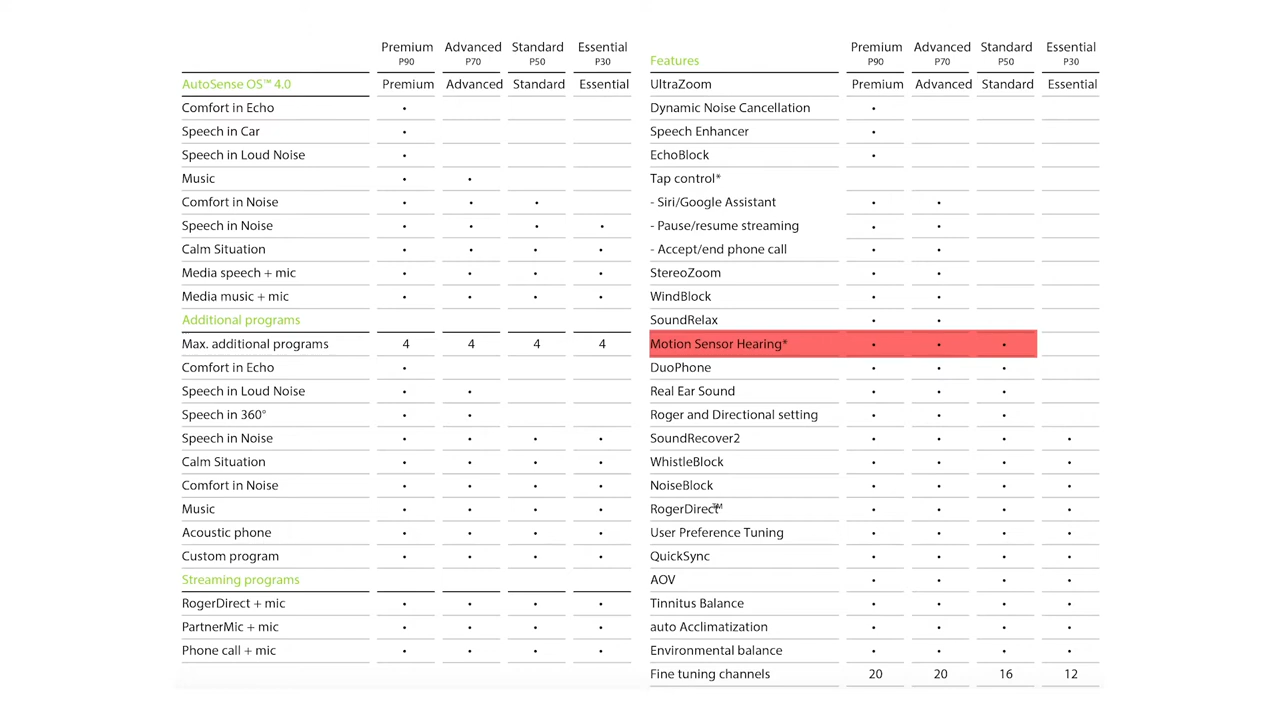 Premium Advanced Standard Essential
P90 P70 P50 P30
AutoSense OS™ 4.0 Premium Advanced Standard Essential
Comfort in Echo •
Speech in Car •
Speech in Loud Noise •
Music • •
Comfort in Noise • • •
Speech in Noise • • • •
Calm Situation • • • •
Media speech + mic • • • •
Media music + mic • • • •
Additional programs
Max. additional programs 4 4 4 4
Comfort in Echo •
Speech in Loud Noise • •
Speech in 360° • •
Speech in Noise • • • •
Calm Situation • • • •
Comfort in Noise • • • •
Music • • • •
Acoustic phone • • • •
Custom program • • • •
Streaming programs
RogerDirect + mic • • • •
PartnerMic + mic • • • •
Phone call + mic • • • •
Premium Advanced Standard Essential
Features P90 P70 P50 P30
UltraZoom Premium Advanced Standard Essential
Dynamic Noise Cancellation •
Speech Enhancer •
EchoBlock •
Tap control*
- Siri/Google Assistant • •
- Pause/resume streaming • •
- Accept/end phone call • •
StereoZoom • •
WindBlock • •
SoundRelax • •
Motion Sensor Hearing* • • •
DuoPhone • • •
Real Ear Sound • • •
Roger and Directional setting • • •
SoundRecover2 • • • •
WhistleBlock • • • •
NoiseBlock • • • •
RogerDirect™ • • • •
User Preference Tuning • • • •
QuickSync • • • •
AOV • • • •
Tinnitus Balance • • • •
auto Acclimatization • • • •
Environmental balance • • • •
Fine tuning channels 20 20 16 12